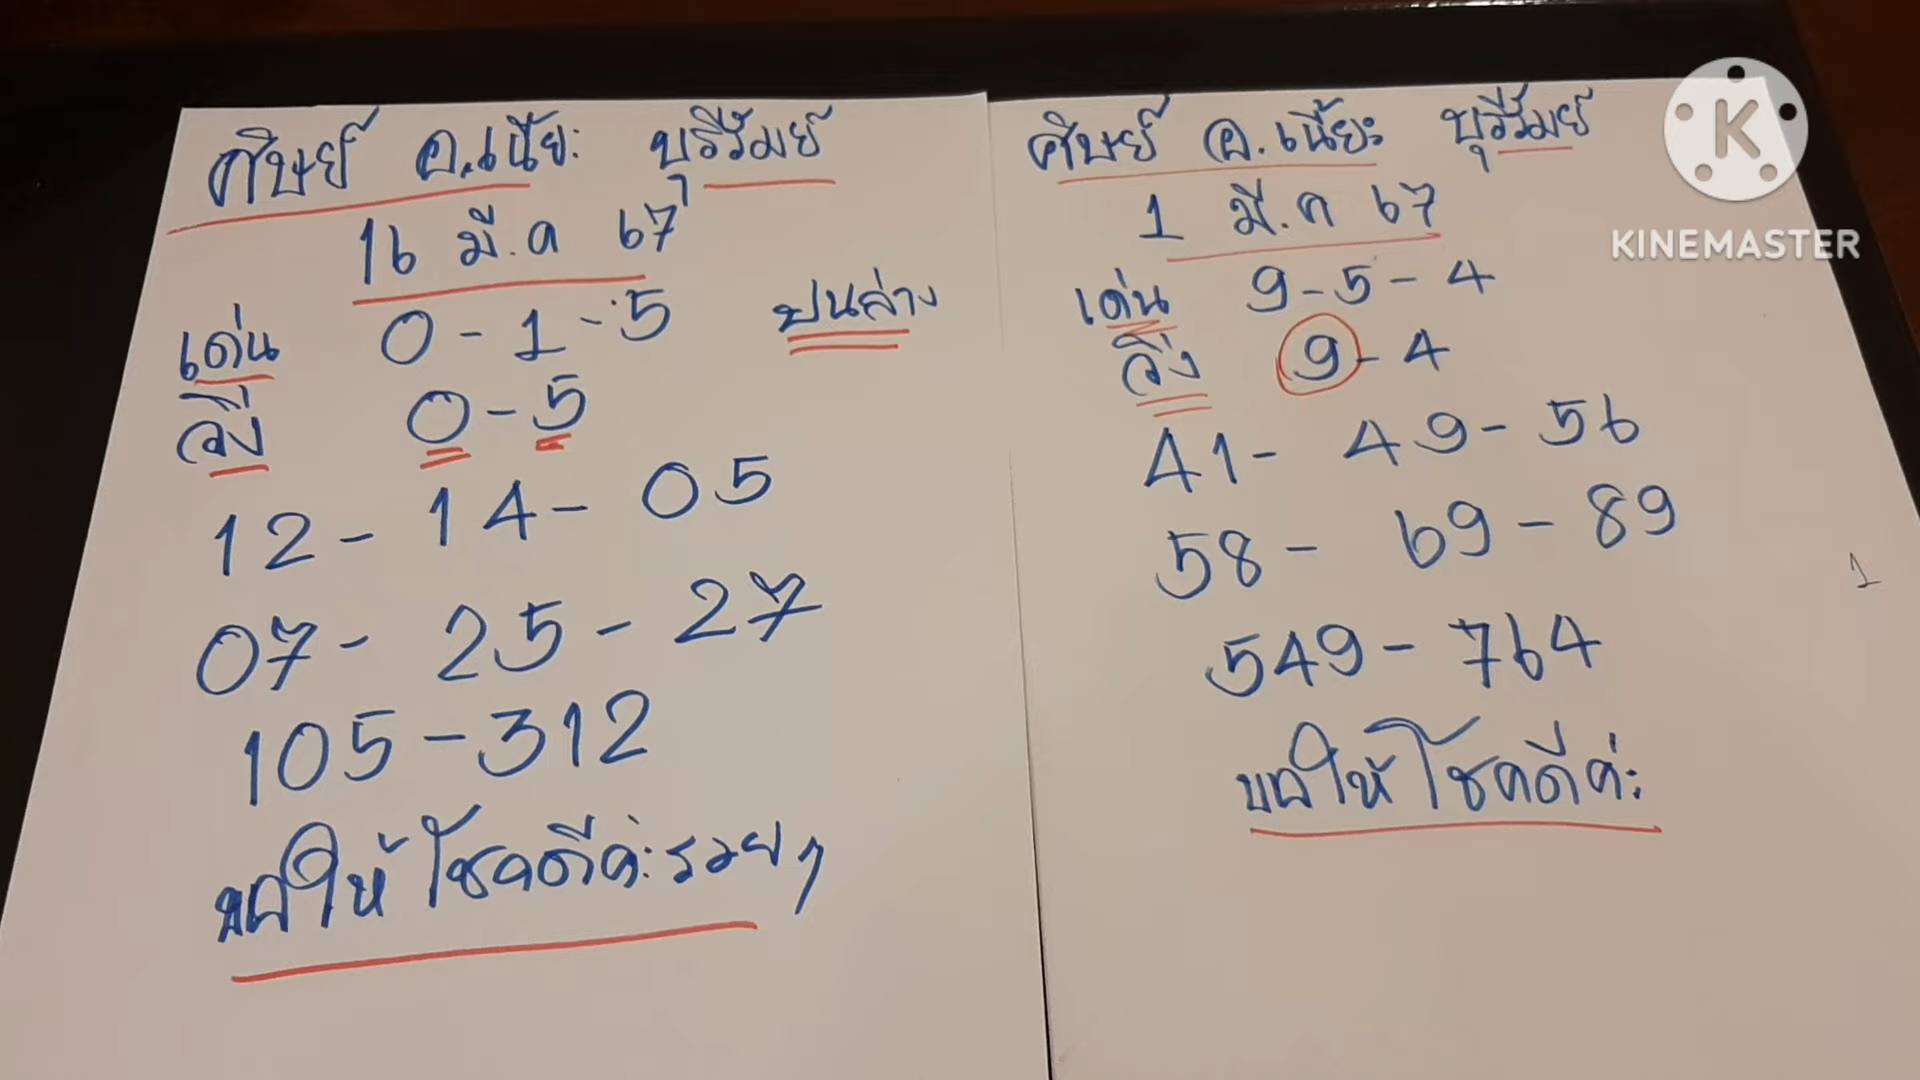 ศิษย์ อ.เนี้ยะ บุรีรัมย์
16 มี.ค 67
เด่น 0-1-5 บนล่าง
วิ่ง 0-5
12-14-05
07-25-27
105-312
ขอให้โชคดีค่ะรวยๆ
ศิษย์ อ.เนี้ยะ บุรีรัมย์
1 มี.ค 67
เด่น 9-5-4
วิ่ง 9-4
41-49-56
58-69-89
549-764
ขอให้โชคดีค่ะ
1
K
KINEMASTER